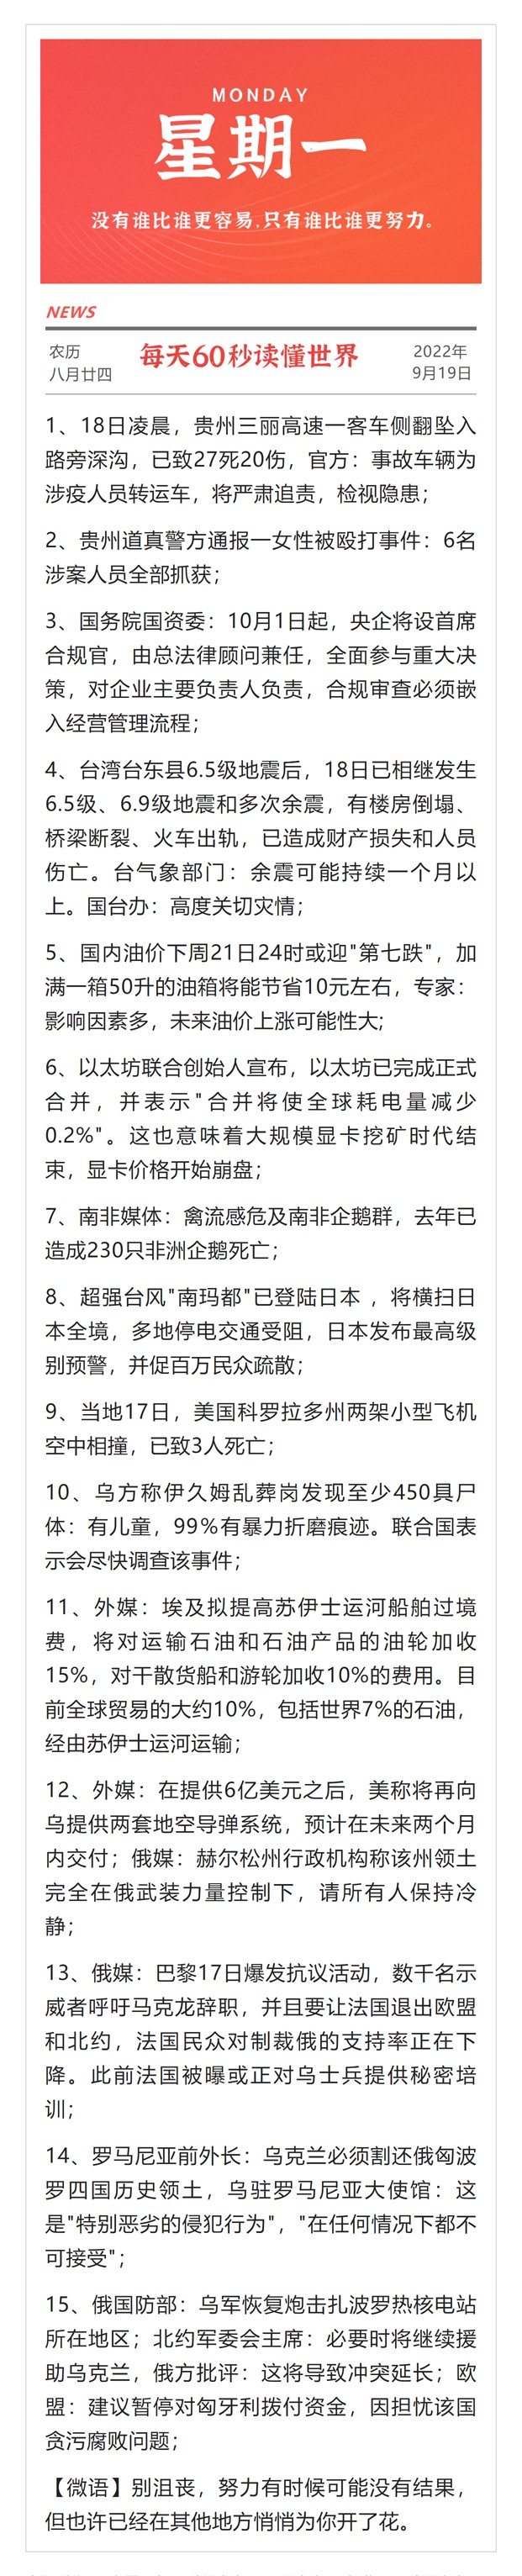 MONDAY
星期一
没有谁比谁更容易,只有谁比谁更努力。
NEWS
农历
八月廿四
每天60秒读懂世界
2022年
9月19日
1、18日凌晨，贵州三丽高速一客车侧翻坠入
路旁深沟，已致27死20伤，官方：事故车辆为
涉疫人员转运车，将严肃追责，检视隐患；
2、贵州道真警方通报一女性被殴打事件：6名
涉案人员全部抓获；
3、国务院国资委：10月1日起，央企将设首席
合规官，由总法律顾问兼任，全面参与重大决
策，对企业主要负责人负责，合规审查必须嵌
入经营管理流程；
4、台湾台东县6.5级地震后，18日已相继发生
6.5级、6.9级地震和多次余震，有楼房倒塌、
桥梁断裂、火车出轨，已造成财产损失和人员
伤亡。台气象部门：余震可能持续一个月以
上。国台办：高度关切灾情；
5、国内油价下周21日24时或迎"第七跌"，加
满一箱50升的油箱将能节省10元左右，专家：
影响因素多，未来油价上涨可能性大;
6、以太坊联合创始人宣布，以太坊已完成正式
合并，并表示"合并将使全球耗电量减少
0.2%"。这也意味着大规模显卡挖矿时代结
束，显卡价格开始崩盘；
7、南非媒体：禽流感危及南非企鹅群，去年已
造成230只非洲企鹅死亡；
8、超强台风"南玛都"已登陆日本 ，将横扫日
本全境，多地停电交通受阻，日本发布最高级
别预警，并促百万民众疏散；
9、当地17日，美国科罗拉多州两架小型飞机
空中相撞，已致3人死亡；
10、乌方称伊久姆乱葬岗发现至少450具尸
体：有儿童，99%有暴力折磨痕迹。联合国表
示会尽快调查该事件；
11、外媒：埃及拟提高苏伊士运河船舶过境
费，将对运输石油和石油产品的油轮加收
15%，对干散货船和游轮加收10%的费用。目
前全球贸易的大约10%，包括世界7%的石油，
经由苏伊士运河运输；
12、外媒：在提供6亿美元之后，美称将再向
乌提供两套地空导弹系统，预计在未来两个月
内交付；俄媒：赫尔松州行政机构称该州领土
完全在俄武装力量控制下，请所有人保持冷
静；
13、俄媒：巴黎17日爆发抗议活动，数千名示
威者呼吁马克龙辞职，并且要让法国退出欧盟
和北约，法国民众对制裁俄的支持率正在下
降。此前法国被曝或正对乌士兵提供秘密培
训；
14、罗马尼亚前外长：乌克兰必须割还俄匈波
罗四国历史领土，乌驻罗马尼亚大使馆：这
是"特别恶劣的侵犯行为"，"在任何情况下都不
可接受"；
15、俄国防部：乌军恢复炮击扎波罗热核电站
所在地区；北约军委会主席：必要时将继续援
助乌克兰，俄方批评：这将导致冲突延长；欧
盟：建议暂停对匈牙利拨付资金，因担忧该国
贪污腐败问题；
【微语】别沮丧，努力有时候可能没有结果，
但也许已经在其他地方悄悄为你开了花。